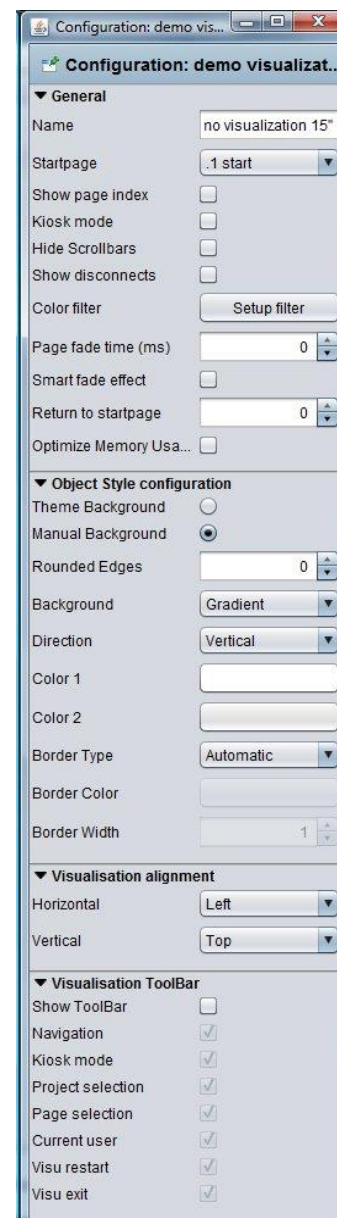 Configuration: demo vis...
Configuration: demo visualizat..
General
Name no visualization 15"
Startpage .1 start
Show page index
Kiosk mode
Hide Scrollbars
Show disconnects
Color filter Setup filter
Page fade time (ms) 0
Smart fade effect
Return to startpage 0
Optimize Memory Usa...
Object Style configuration
Theme Background
Manual Background
Rounded Edges 0
Background Gradient
Direction Vertical
Color 1
Color 2
Border Type Automatic
Border Color
Border Width 1
Visualisation alignment
Horizontal Left
Vertical Top
Visualisation ToolBar
Show ToolBar
Navigation
Kiosk mode
Project selection
Page selection
Current user
Visu restart
Visu exit